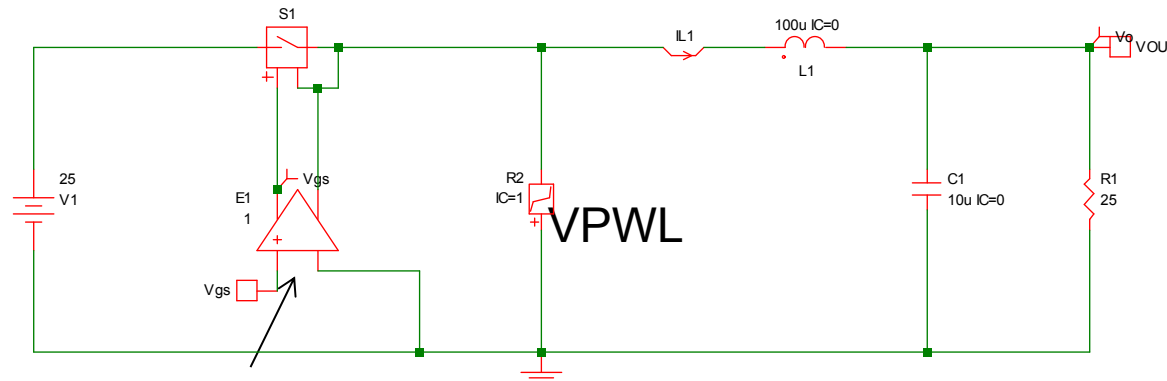 S1
IL1
100u IC=0
L1
Vo
VOU
25
V1
E1
1
Vgs
R2
IC=1
VPWL
C1
10u IC=0
R1
25
Vgs